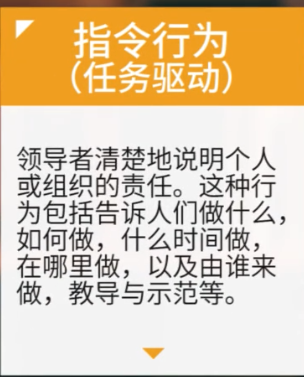 指令行为
（任务驱动）
领导者清楚地说明个人
或组织的责任。这种行
为包括告诉人们做什么，
如何做，什么时间做，
在哪里做，以及由谁来
做，教导与示范等。